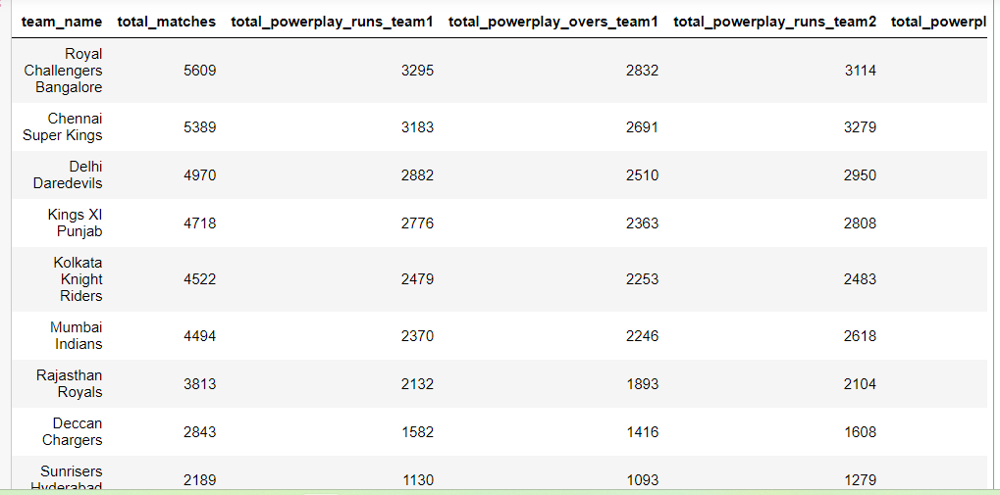 team_name total_matches total_powerplay_runs_team1 total_powerplay_overs_team1 total_powerplay_runs_team2 total_powerpl
Royal
Challengers
Bangalore
5609 3295 2832 3114
Chennai
Super Kings
5389 3183 2691 3279
Delhi
Daredevils
4970 2882 2510 2950
Kings XI
Punjab
4718 2776 2363 2808
Kolkata
Knight
Riders
4522 2479 2253 2483
Mumbai
Indians
4494 2370 2246 2618
Rajasthan
Royals
3813 2132 1893 2104
Deccan
Chargers
2843 1582 1416 1608
Sunrisers
Hyderabad
2189 1130 1093 1279